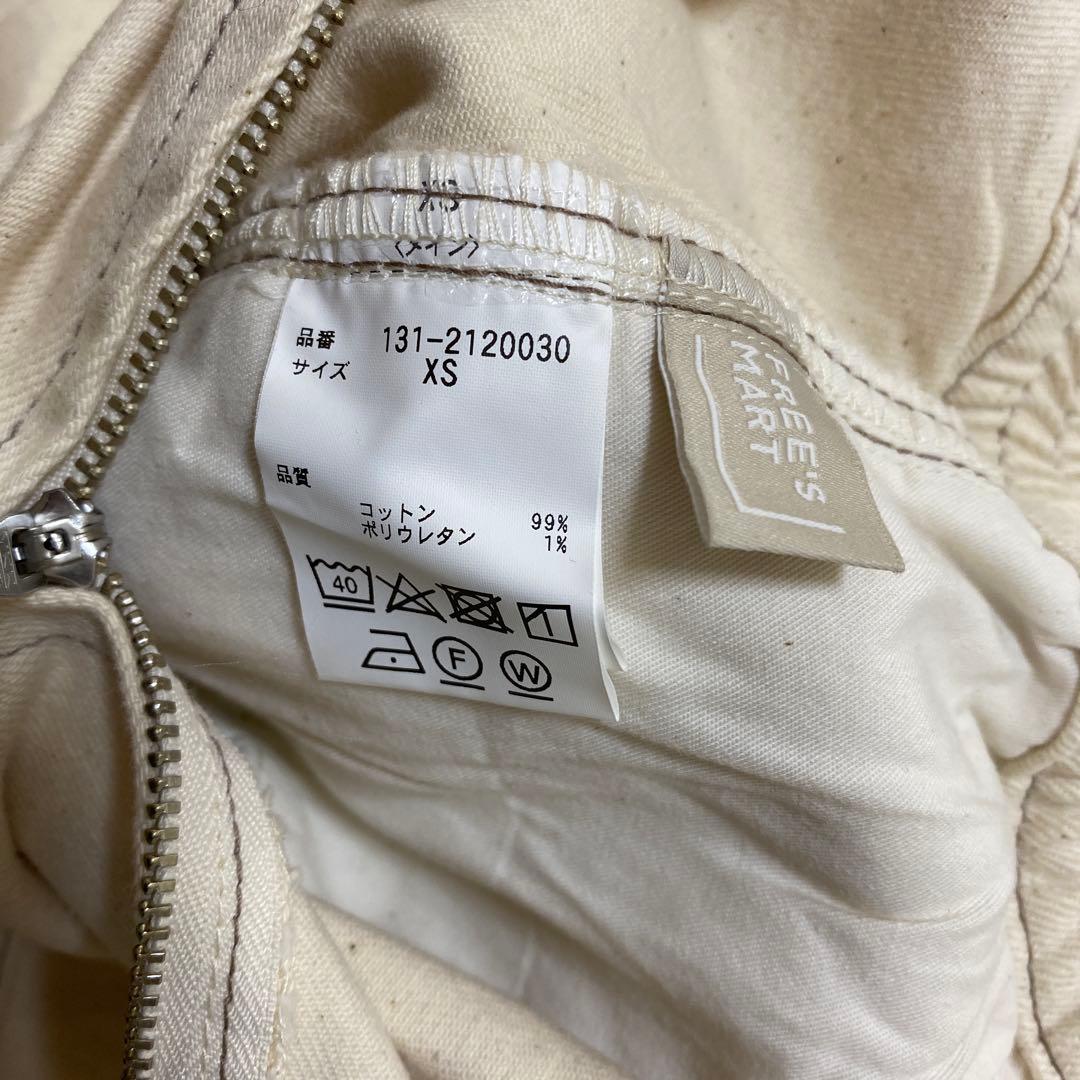 XS
〈メイン〉
品番 131-2120030
サイズ XS
品質
コットン 99%
ポリウレタン 1%
40
F
W
FREE'S
MART